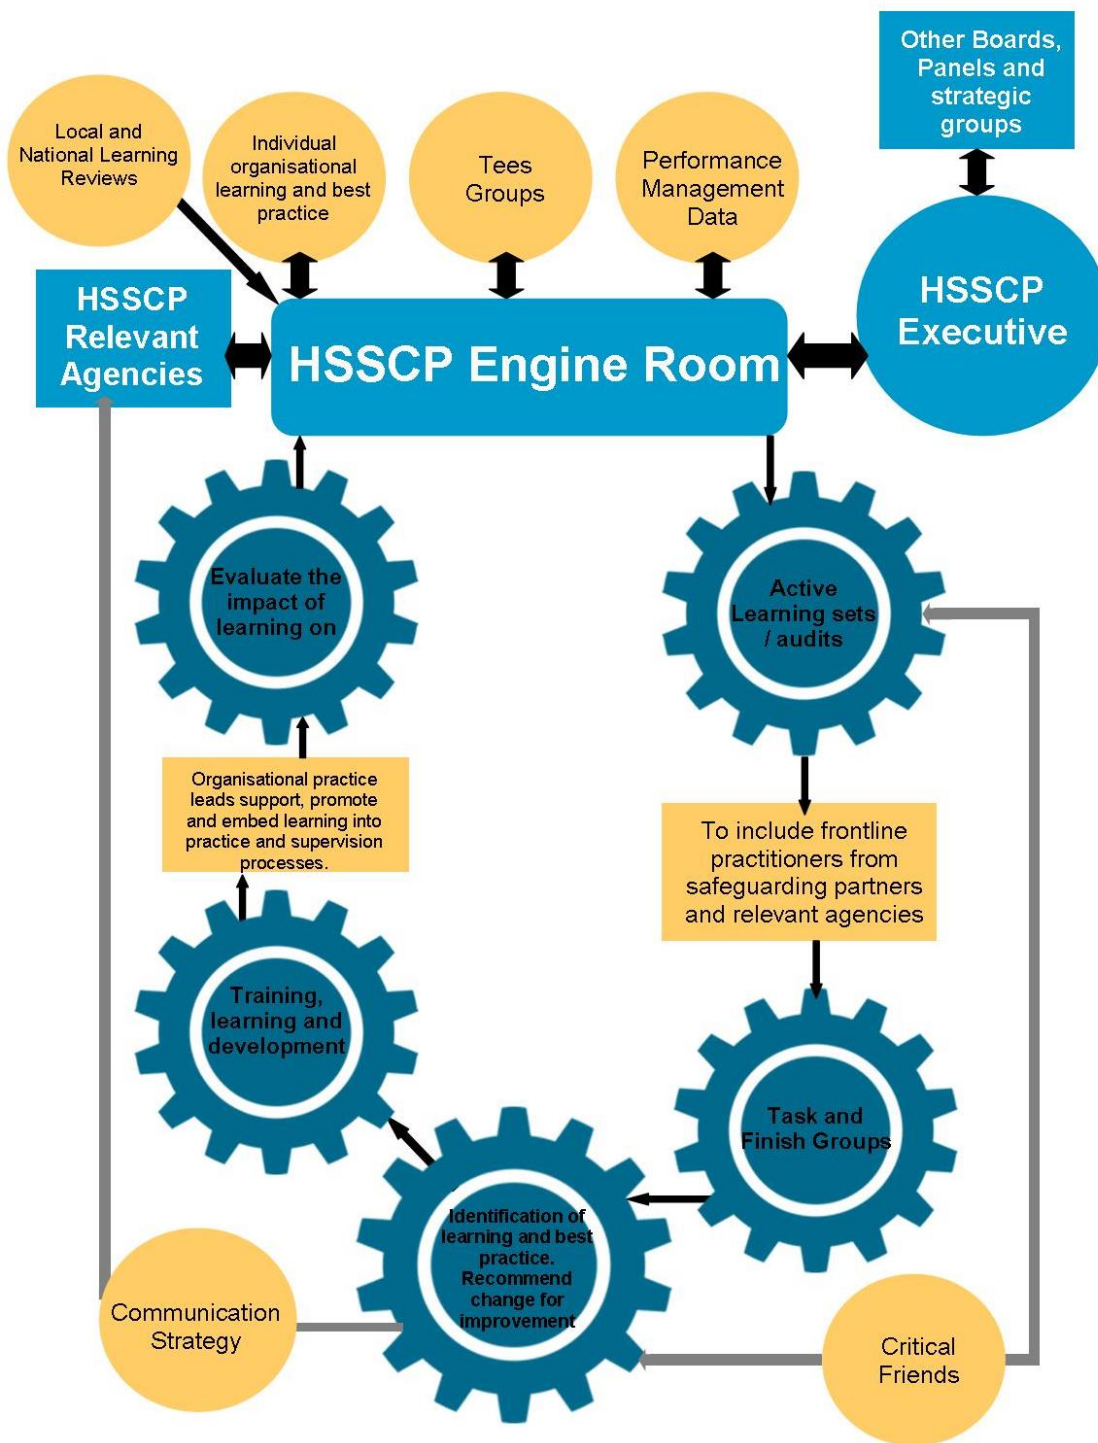 Other Boards,
Panels and
strategic
groups
Local and
National Learning
Reviews
Individual
organisational
learning and best
practice
Tees
Groups
Performance
Management
Data
HSSCP
Relevant
Agencies
HSSCP Engine Room
HSSCP
Executive
Evaluate the
impact of
learning on
Active
Learning sets
/ audits
Organisational practice
leads support, promote
and embed learning into
practice and supervision
processes.
To include frontline
practitioners from
safeguarding partners
and relevant agencies
Training,
learning and
development
Task and
Finish Groups
Identification of
learning and best
practice.
Recommend
change for
improvement
Communication
Strategy
Critical
Friends